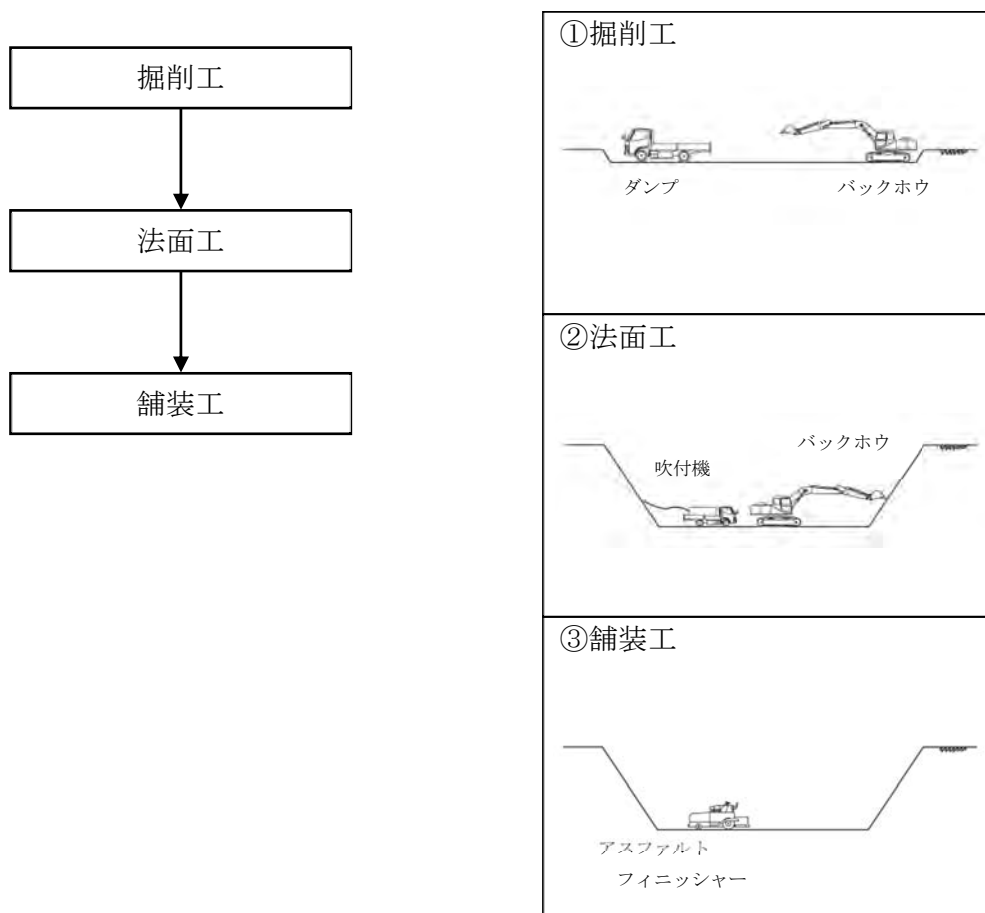 掘削工
法面工
舗装工
①掘削工
ダンプ
バックホウ
②法面工
バックホウ
吹付機
③舗装工
アスファルト
フィニッシャー